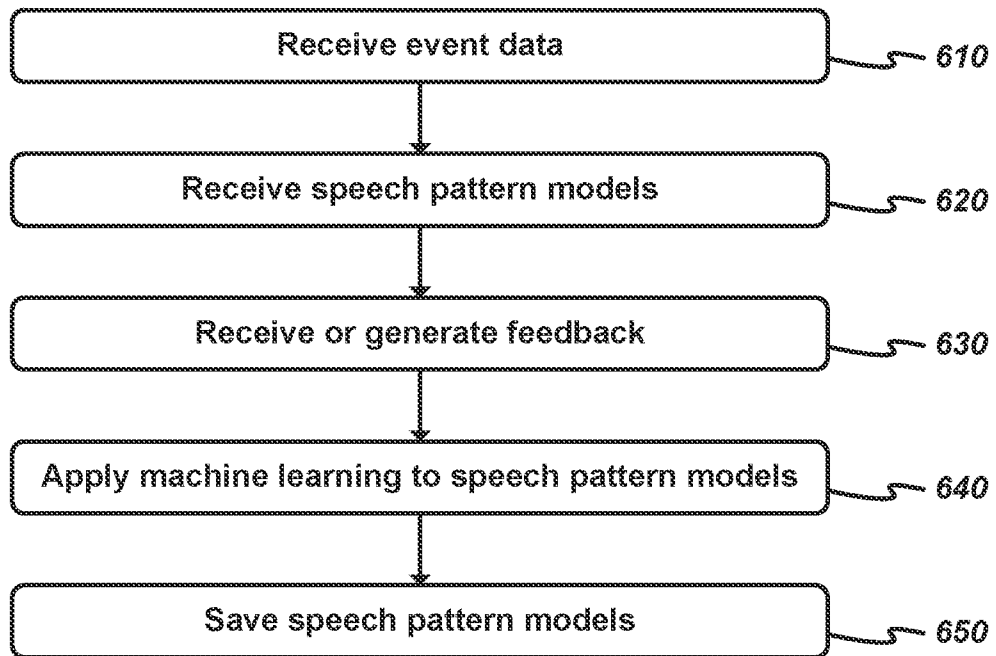 Receive event data
610
Receive speech pattern models
620
Receive or generate feedback
630
Apply machine learning to speech pattern models
640
Save speech pattern models
650